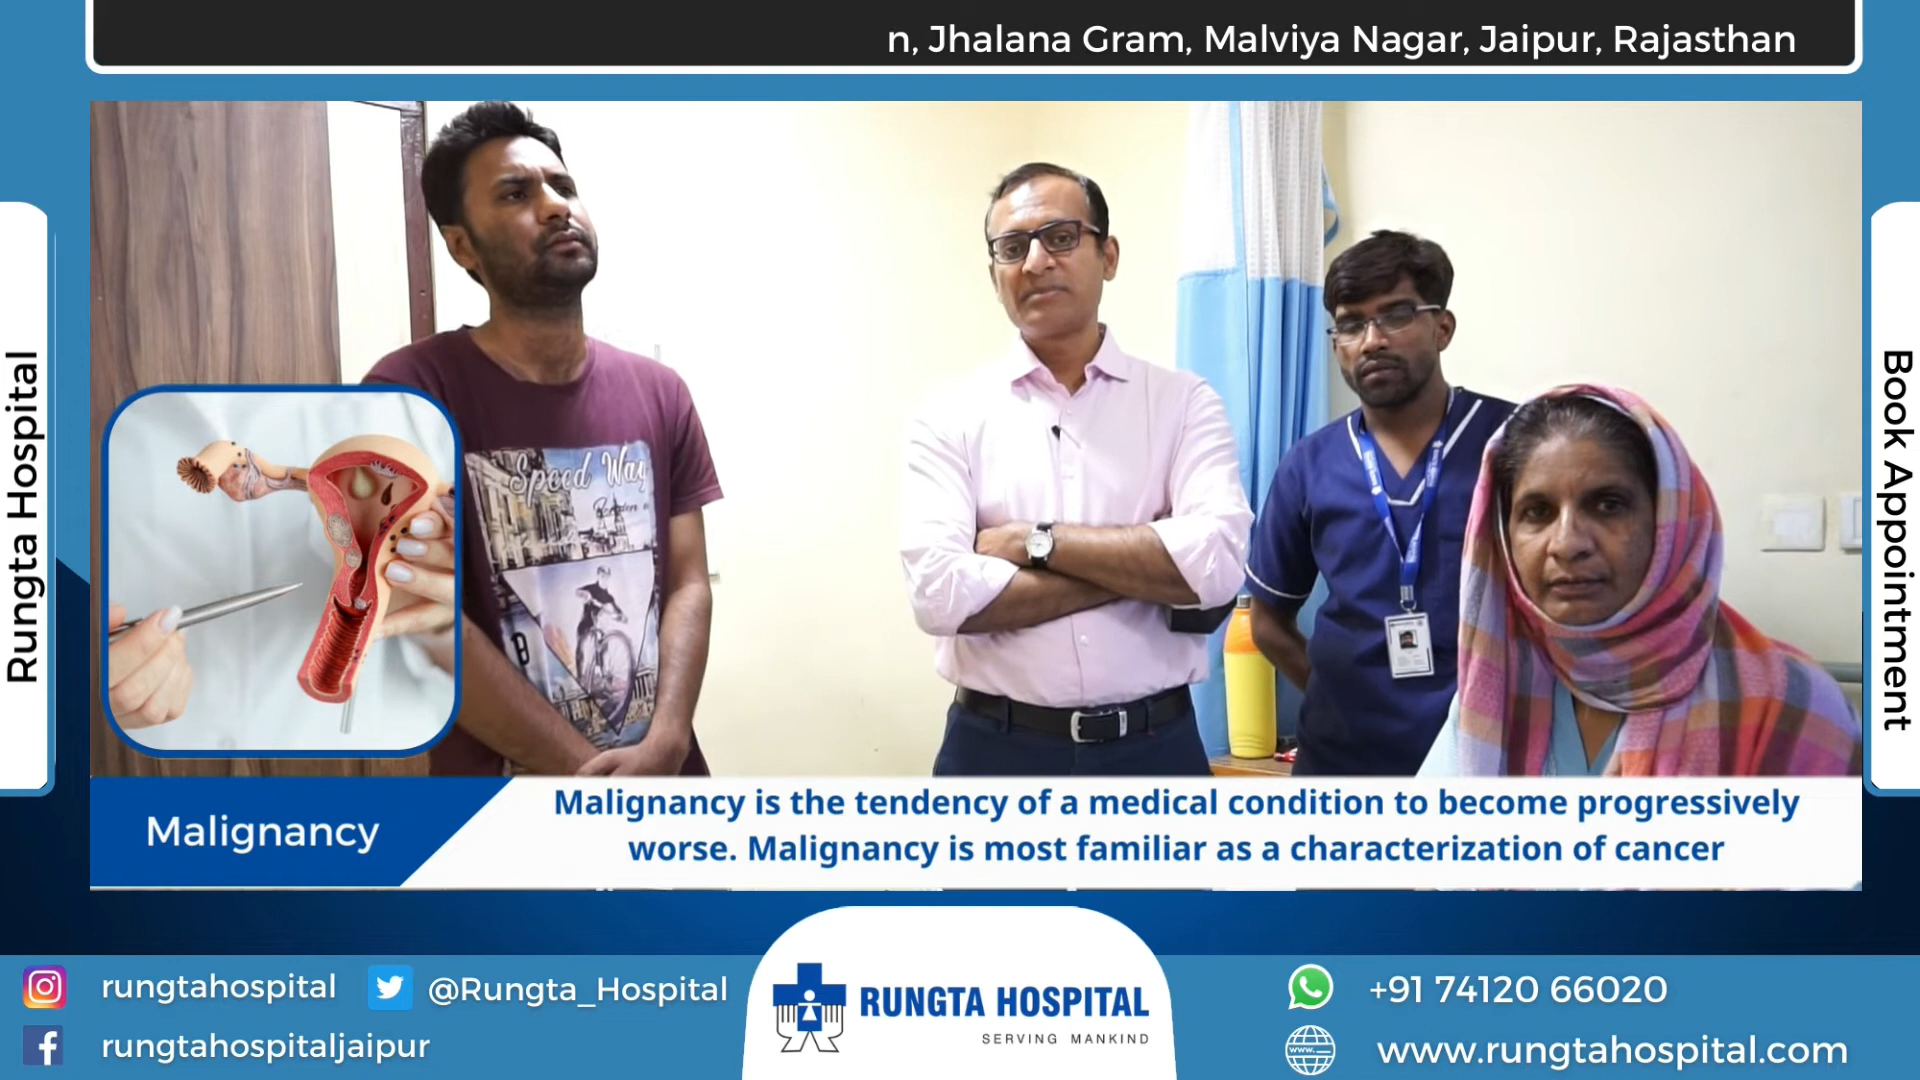 n, Jhalana Gram, Malviya Nagar, Jaipur, Rajasthan
Rungta Hospital
Book Appointment
Speed Way
Malignancy
Malignancy is the tendency of a medical condition to become progressively
worse. Malignancy is most familiar as a characterization of cancer
rungtahospital
@Rungta_Hospital
rungtahospitaljaipur
RUNGTA HOSPITAL
SERVING MANKIND
+91 74120 66020
www.rungtahospital.com